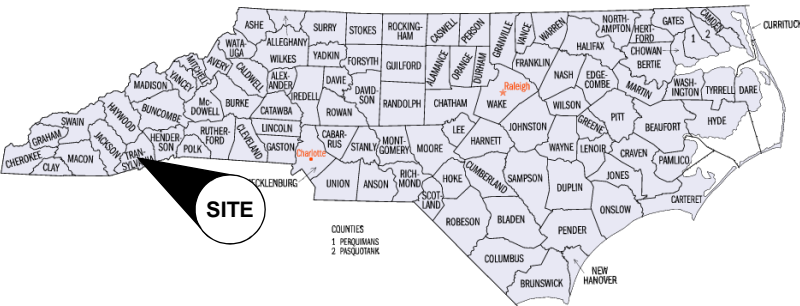 ASHE
ALLEGHANY
SURRY
STOKES
ROCKING-
HAM
CASWELL
PERSON
GRANVILLE
VANCE
WARREN
NORTH-
AMPTON
HERT-
FORD
GATES
CAMDEN
CURRITUCK
WATA-
UGA
WILKES
YADKIN
FORSYTH
GUILFORD
ALAMANCE
ORANGE
DURHAM
FRANKLIN
HALIFAX
CHOWAN
BERTIE
1
2
MITCHELL
AVERY
CALDWELL
ALEX-
ANDER
DAVIE
IREDELL
DAVID-
SON
RANDOLPH
CHATHAM
Raleigh
WAKE
NASH
EDGE-
COMBE
MARTIN
WASH-
INGTON
TYRRELL
DARE
MADISON
YANCEY
Mc-
DOWELL
BURKE
CATAWBA
ROWAN
WILSON
PITT
BEAUFORT
HYDE
SWAIN
HAYWOOD
BUNCOMBE
RUTHER-
FORD
CLEVELAND
LINCOLN
GASTON
CABAR-
RUS
STANLY
MONT-
GOMERY
MOORE
LEE
HARNETT
JOHNSTON
WAYNE
GREENE
LENOIR
CRAVEN
PAMLICO
GRAHAM
CHEROKEE
CLAY
MACON
JACKSON
TRAN-
SYLVANIA
HENDER
SON
POLK
Charlotte
ECKLENBURG
UNION
ANSON
RICH-
MOND
SCOT-
LAND
HOKE
CUMBERLAND
SAMPSON
DUPLIN
JONES
ONSLOW
CARTERET
SITE
ROBESON
BLADEN
PENDER
COLUMBUS
BRUNSWICK
NEW
HANOVER
COUNTIES
1 PERQUIMANS
2 PASQUOTANK